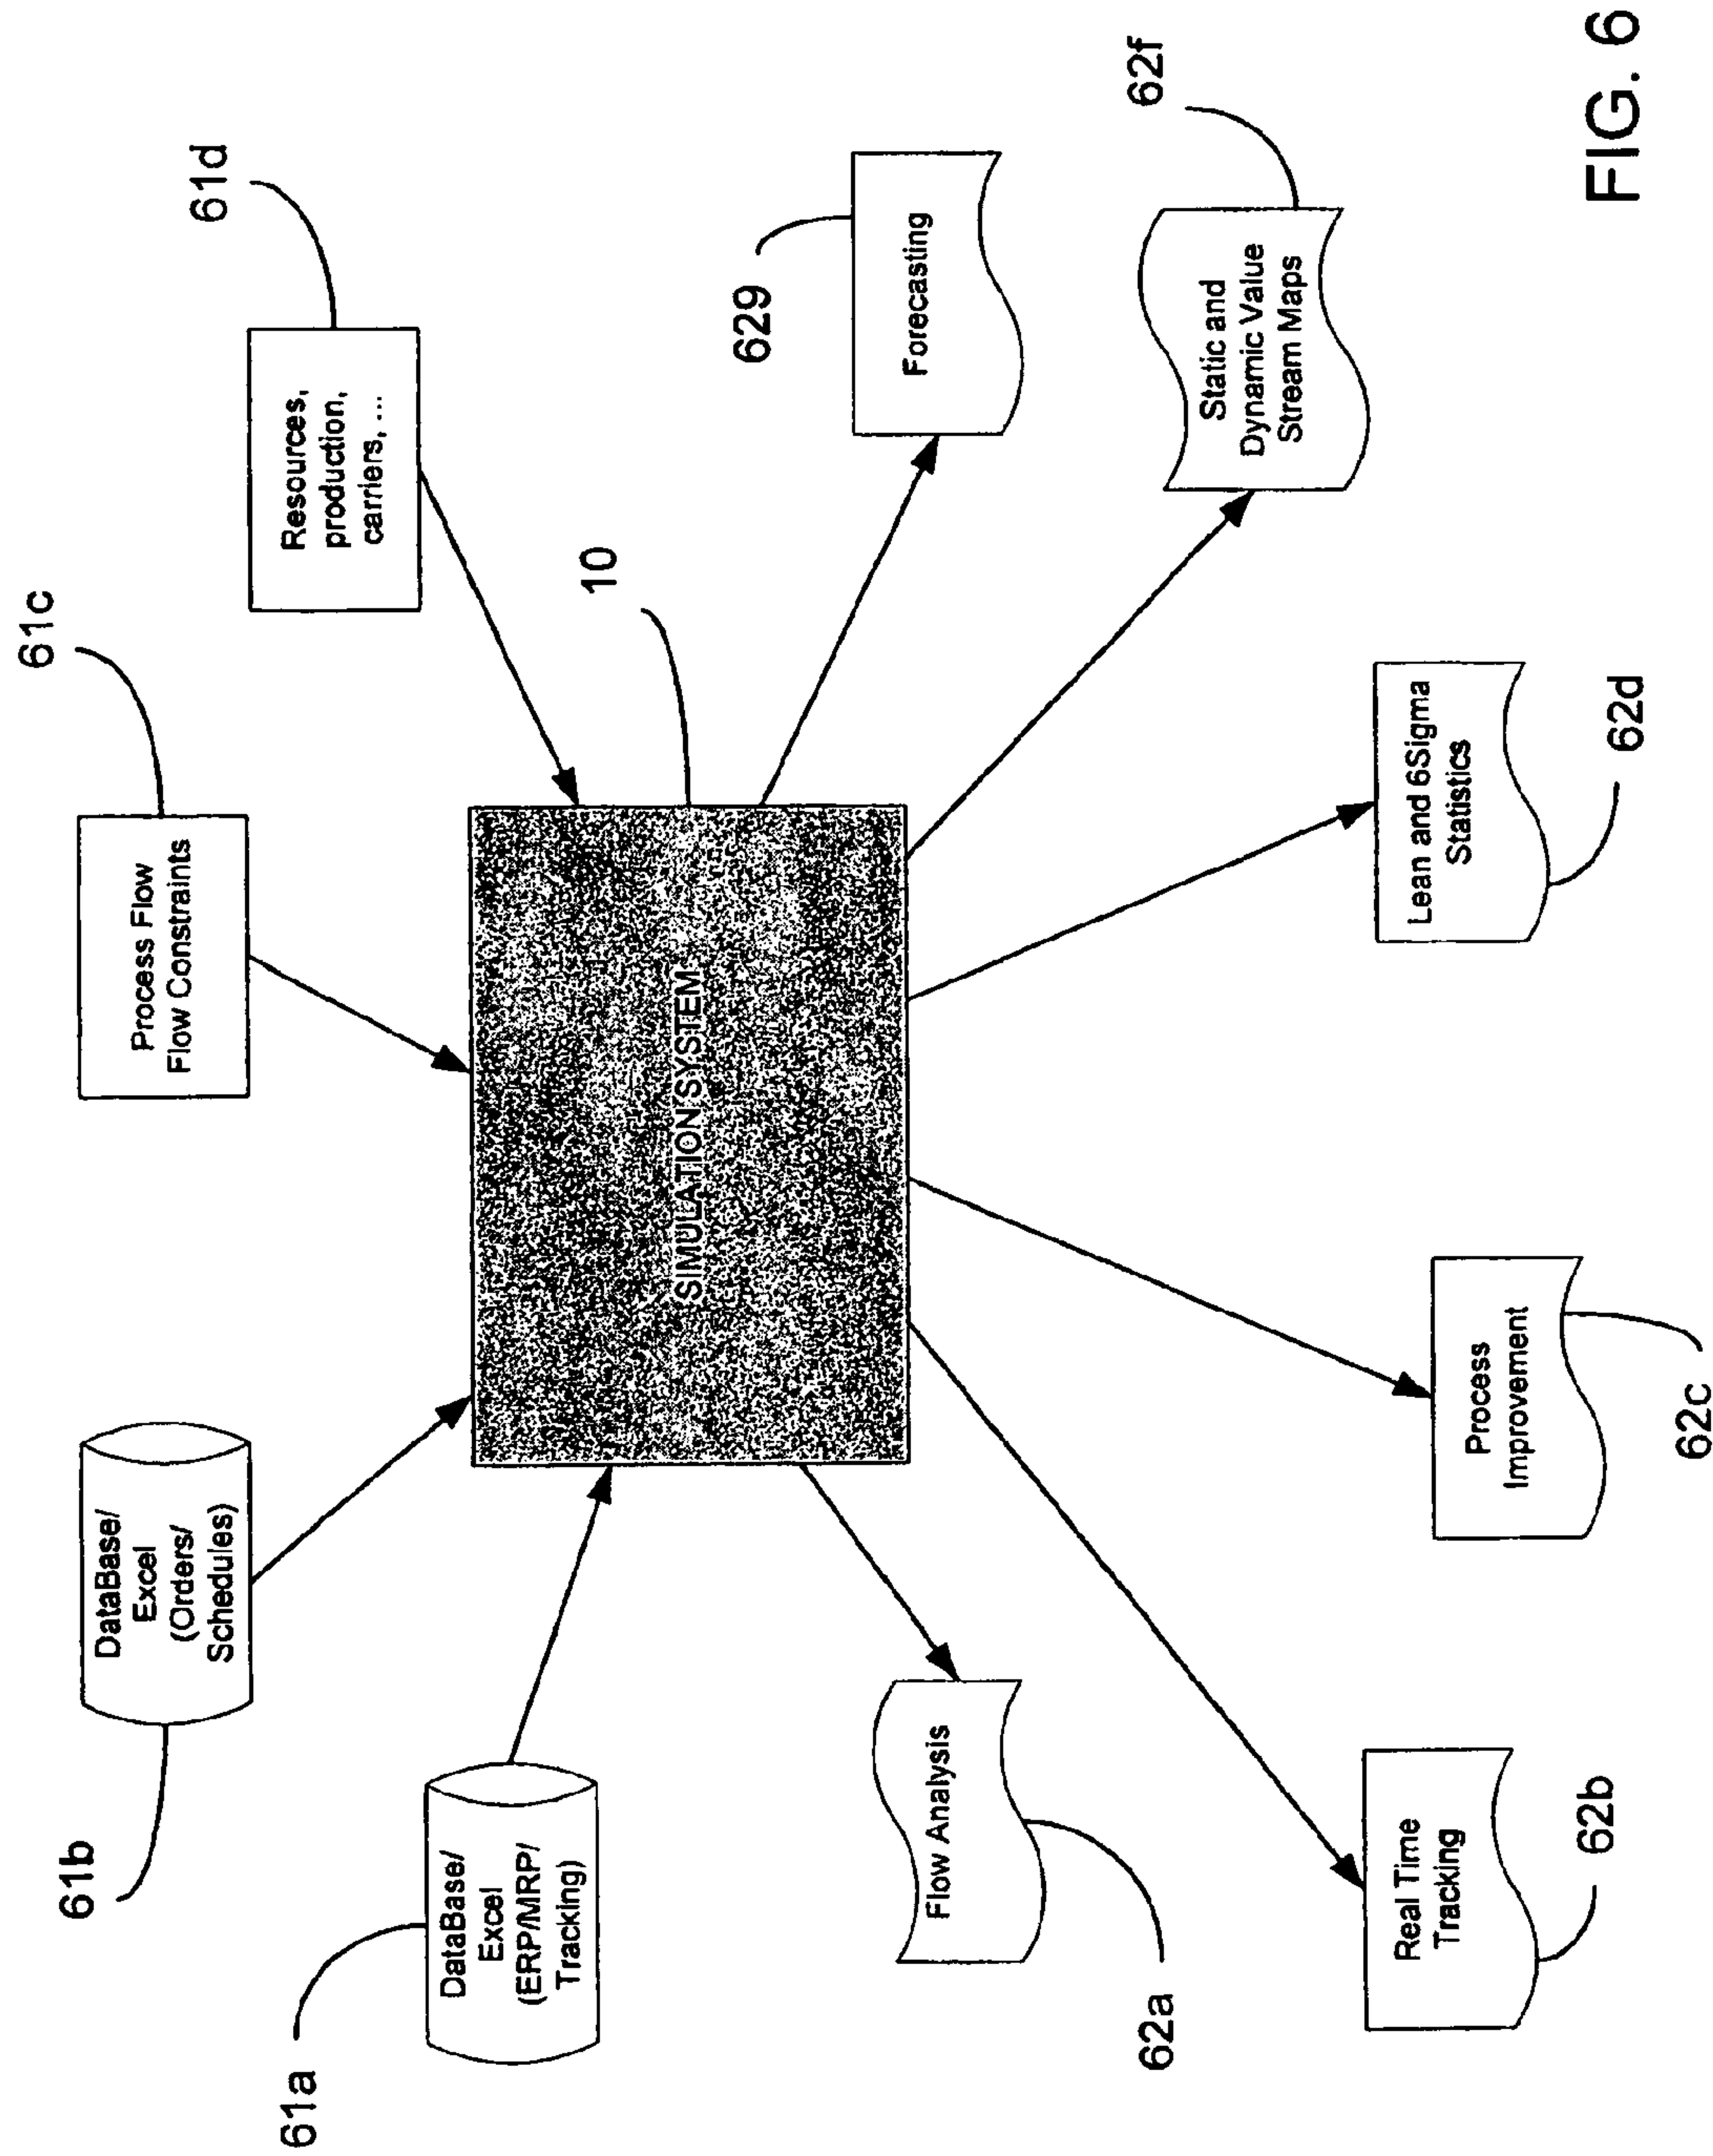 61b
DataBase/
Excel
(Orders/
Schedules)
61c
Process Flow
Flow Constraints
61d
Resources,
production,
carriers, ...
61a
DataBase/
Excel
(ERP/MRP/
Tracking)
10
SIMULATION SYSTEM
629
Forecasting
Flow Analysis
62a
Static and
Dynamic Value
Stream Maps
62f
Real Time
Tracking
62b
Process
Improvement
62c
Lean and 6Sigma
Statistics
62d
FIG. 6